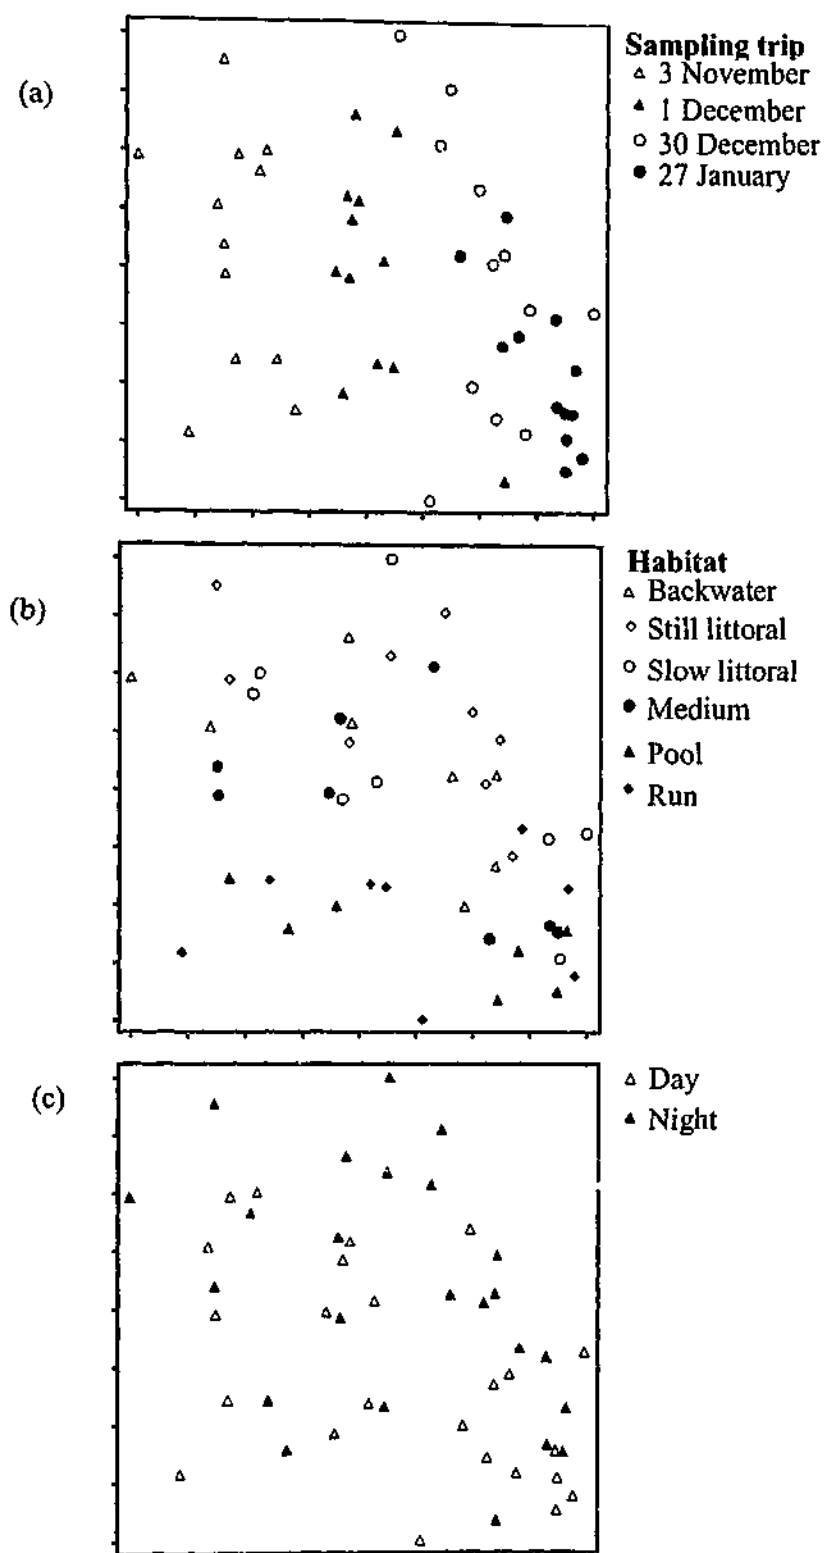 (a)
Sampling trip
3 November
1 December
30 December
27 January
(b)
Habitat
Backwater
Still littoral
Slow littoral
Medium
Pool
Run
(c)
Day
Night